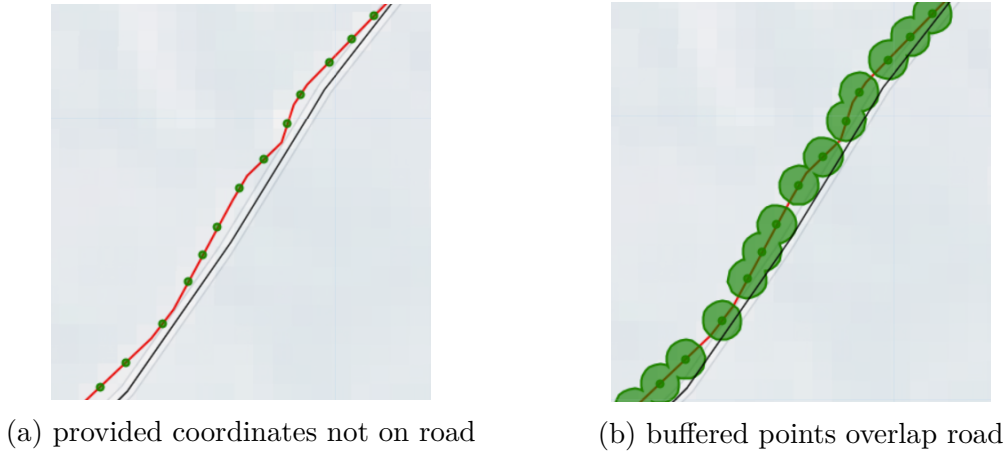 (a) provided coordinates not on road
(b) buffered points overlap road